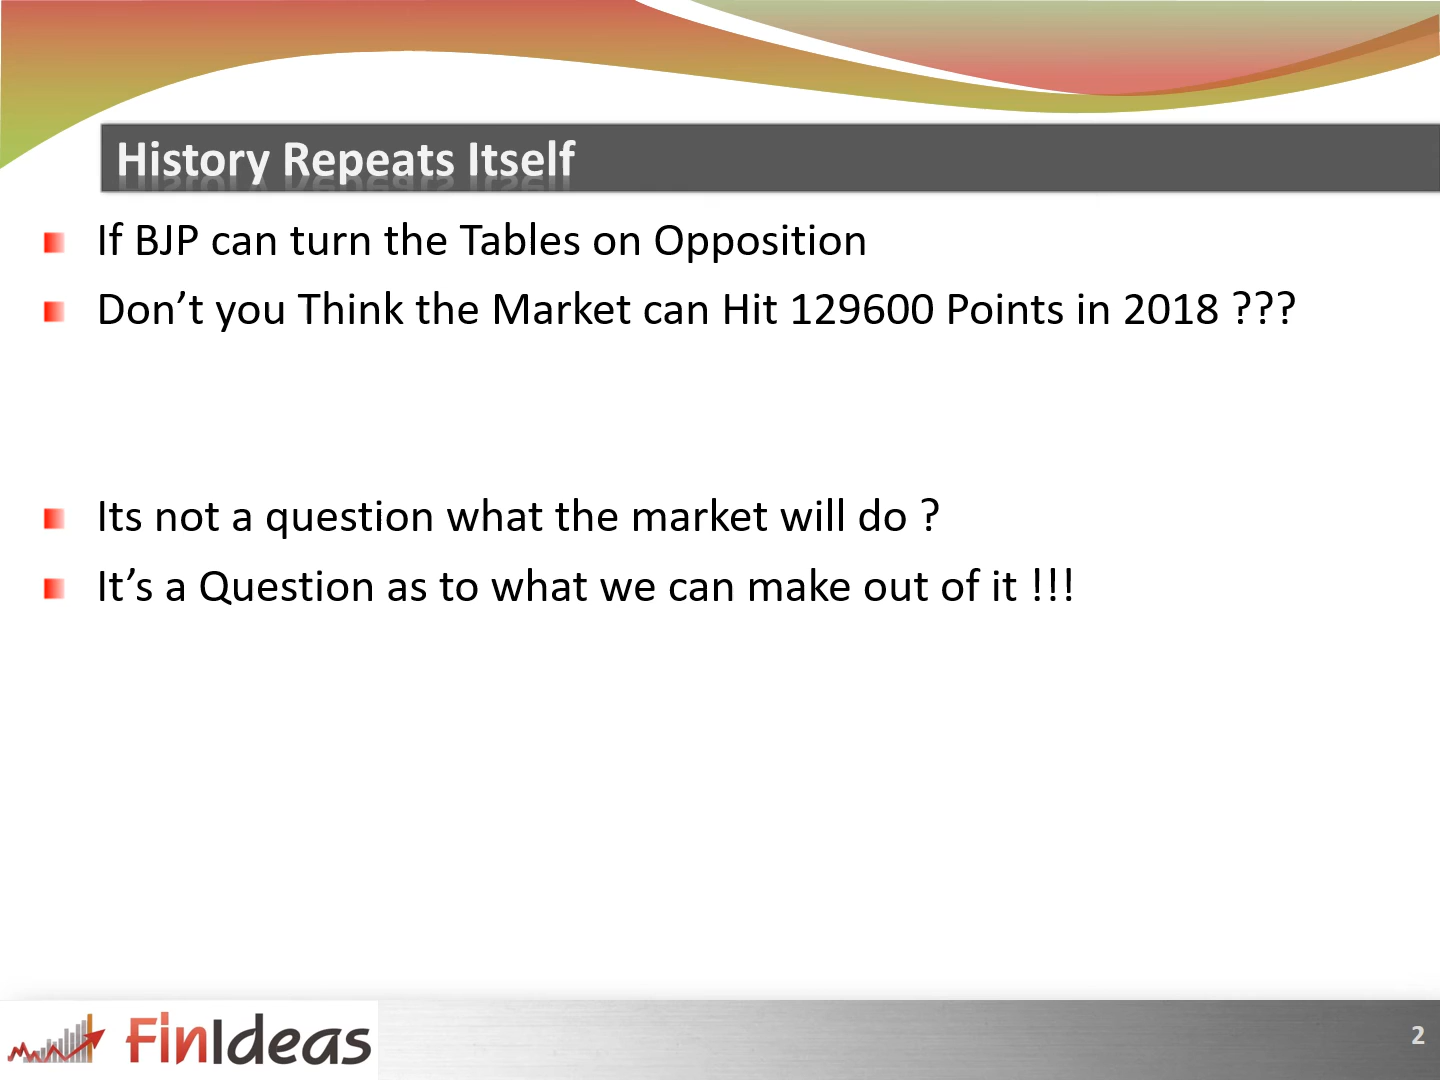 History Repeats Itself
If BJP can turn the Tables on Opposition
Don’t you Think the Market can Hit 129600 Points in 2018 ???
Its not a question what the market will do ?
It’s a Question as to what we can make out of it !!!
FinIdeas
2